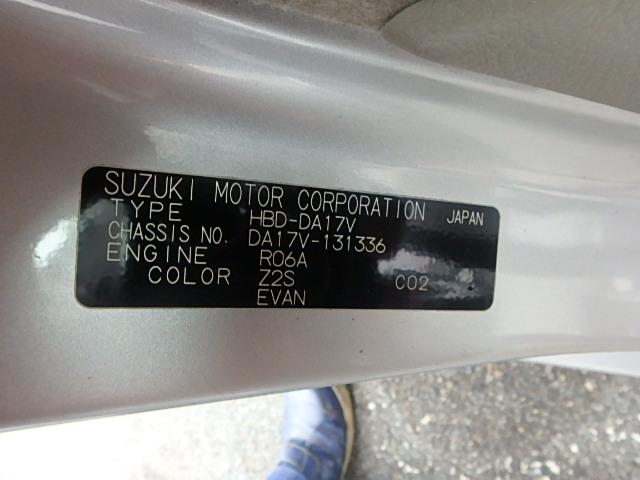 SUZUKI MOTOR CORPORATION JAPAN
TYPE HBD-DA17V
CHASSIS NO. DA17V-131336
ENGINE R06A
COLOR Z2S C02
EVAN